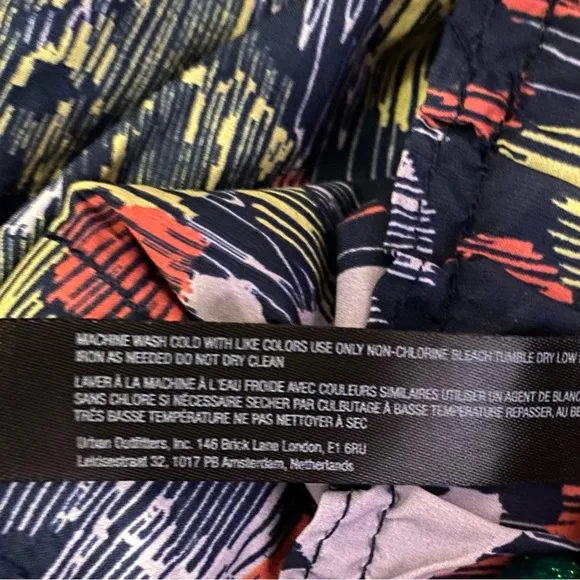 MACHINE WASH COLD WITH LIKE COLORS USE ONLY NON-CHLORINE BLEACH TUMBLE DRY LOW
IRON AS NEEDED DO NOT DRY CLEAN
LAVER À LA MACHINE À L'EAU FROIDE AVEC COULEURS SIMILAIRES UTILISER UN AGENT DE BLANC
SANS CHLORE SI NÉCESSAIRE SECHER PAR CULBUTAGE À BASSE TEMPERATURE REPASSER, AU BE
TRÈS BASSE TEMPÉRATURE NE PAS NETTOYER À SEC
Urban Outfitters, Inc. 146 Brick Lane London, E1 6RU
Leidsestraat 32, 1017 PB Amsterdam, Netherlands